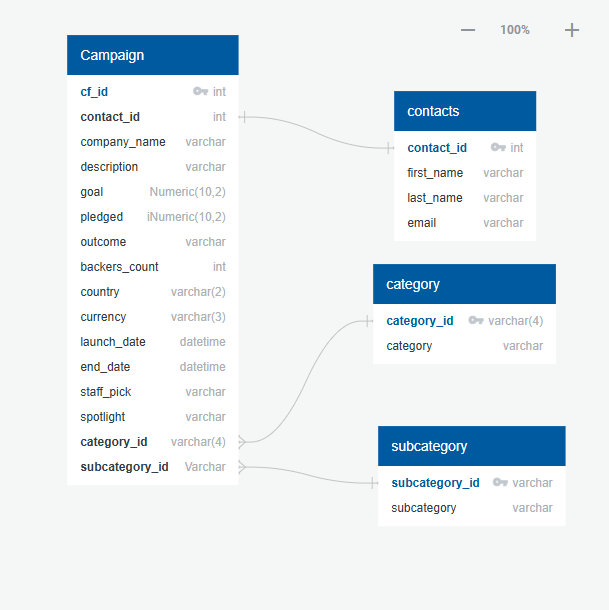 100%
Campaign
cf_id int
contact_id int
company_name varchar
description varchar
goal Numeric(10,2)
pledged iNumeric(10,2)
outcome varchar
backers_count int
country varchar(2)
currency varchar(3)
launch_date datetime
end_date datetime
staff_pick varchar
spotlight varchar
category_id varchar(4)
subcategory_id Varchar
contacts
contact_id int
first_name varchar
last_name varchar
email varchar
category
category_id varchar(4)
category varchar
subcategory
subcategory_id varchar
subcategory varchar